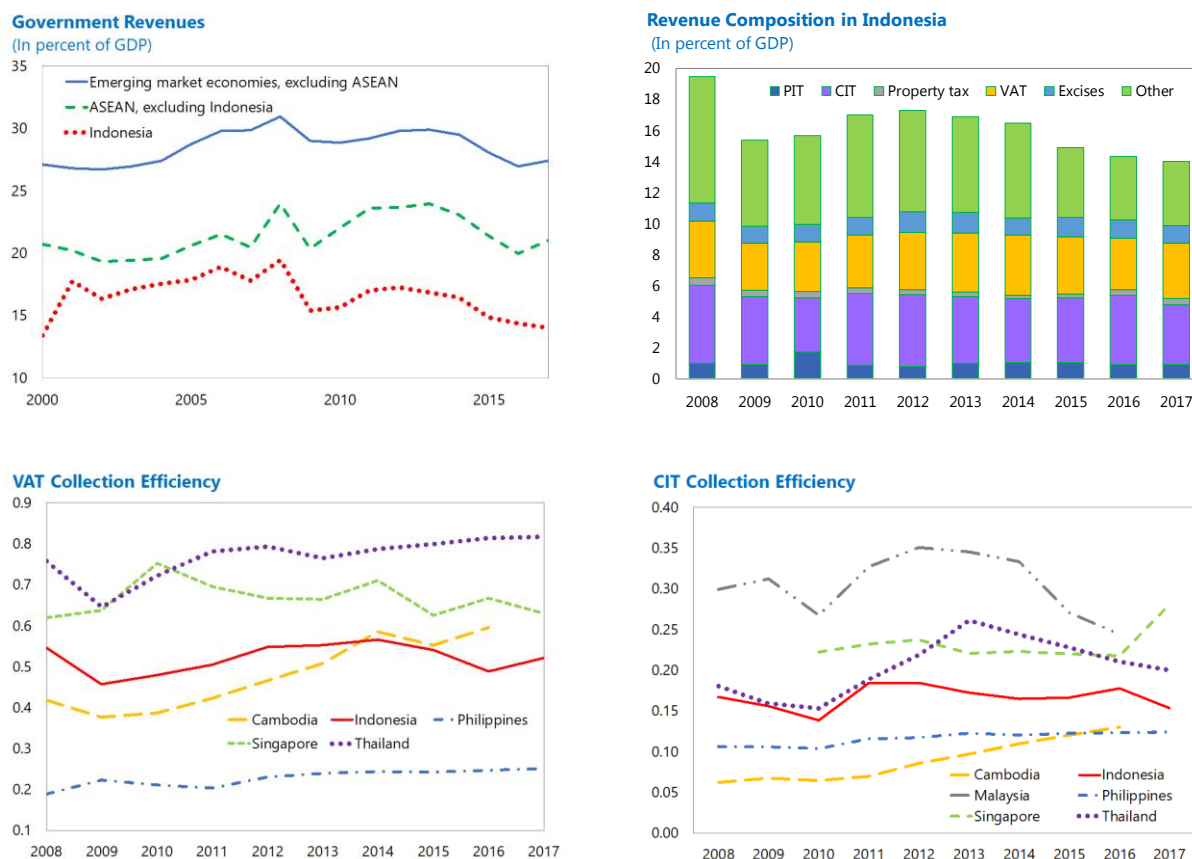 Government Revenues
(In percent of GDP)
35
30
25
20
15
10
Emerging market economies, excluding ASEAN
ASEAN, excluding Indonesia
Indonesia
2000 2005 2010 2015
Revenue Composition in Indonesia
(In percent of GDP)
20
18
16
14
12
10
8
6
4
2
0
PIT CIT Property tax VAT Excises Other
2008 2009 2010 2011 2012 2013 2014 2015 2016 2017
VAT Collection Efficiency
0.9
0.8
0.7
0.6
0.5
0.4
0.3
0.2
0.1
Cambodia Indonesia Philippines
Singapore Thailand
2008 2009 2010 2011 2012 2013 2014 2015 2016 2017
CIT Collection Efficiency
0.40
0.35
0.30
0.25
0.20
0.15
0.10
0.05
0.00
Cambodia Indonesia
Malaysia Philippines
Singapore Thailand
2008 2009 2010 2011 2012 2013 2014 2015 2016 2017